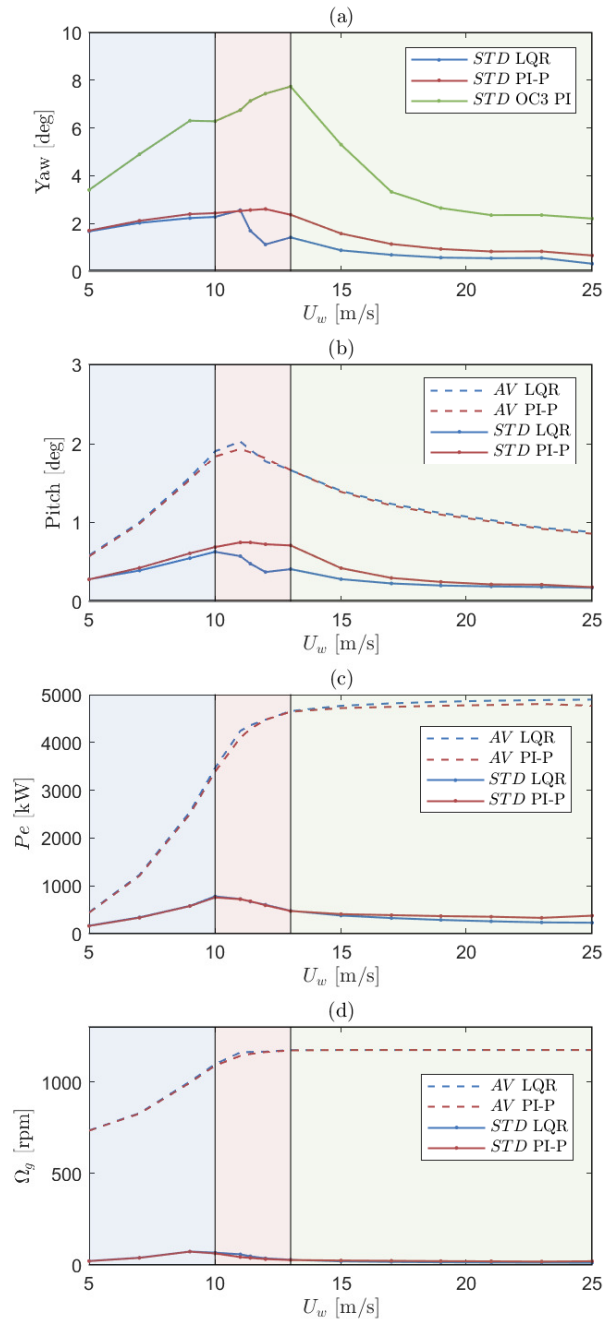 (a)
10
8
6
4
2
0
Yaw [deg]
STD LQR
STD PI-P
STD OC3 PI
5 10 15 20 25
U_w [m/s]
(b)
3
2
1
0
Pitch [deg]
AV LQR
AV PI-P
STD LQR
STD PI-P
5 10 15 20 25
U_w [m/s]
(c)
5000
4000
3000
2000
1000
0
Pe [kW]
AV LQR
AV PI-P
STD LQR
STD PI-P
5 10 15 20 25
U_w [m/s]
(d)
1000
500
0
Ω_g [rpm]
AV LQR
AV PI-P
STD LQR
STD PI-P
5 10 15 20 25
U_w [m/s]